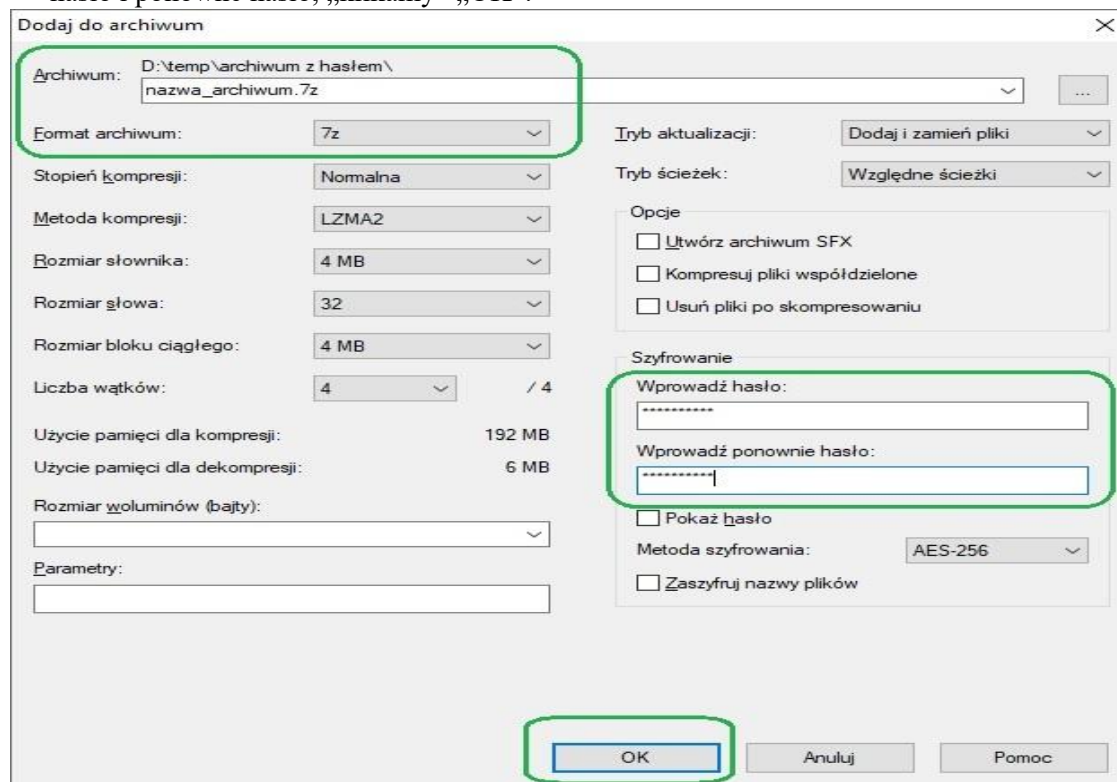 Dodaj do archiwum
Archiwum: D:\temp\archiwum z hasłem\
nazwa_archiwum.7z
...
Format archiwum: 7z
Tryb aktualizacji: Dodaj i zamień pliki
Stopień kompresji: Normalna
Tryb ścieżek: Względne ścieżki
Metoda kompresji: LZMA2
Opcje
Utwórz archiwum SFX
Rozmiar słownika: 4 MB
Kompresuj pliki współdzielone
Rozmiar słowa: 32
Usuń pliki po skompresowaniu
Rozmiar bloku ciągłego: 4 MB
Szyfrowanie
Liczba wątków: 4 / 4
Wprowadź hasło:
**********
Użycie pamięci dla kompresji: 192 MB
Wprowadź ponownie hasło:
Użycie pamięci dla dekompresji: 6 MB
**********
Rozmiar woluminów (bajty):
Pokaż hasło
Metoda szyfrowania: AES-256
Parametry:
Zaszyfruj nazwy plików
OK Anuluj Pomoc